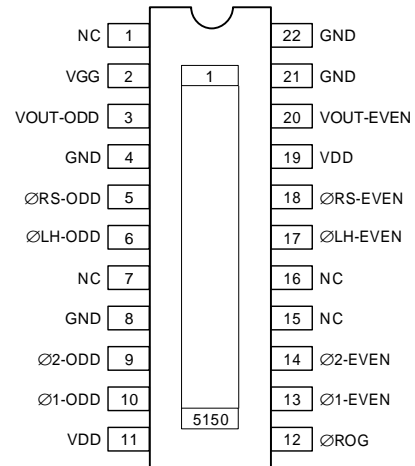 NC 1 22 GND
VGG 2 1 21 GND
VOUT-ODD 3 20 VOUT-EVEN
GND 4 19 VDD
∅RS-ODD 5 18 ∅RS-EVEN
∅LH-ODD 6 17 ∅LH-EVEN
NC 7 16 NC
GND 8 15 NC
∅2-ODD 9 14 ∅2-EVEN
∅1-ODD 10 13 ∅1-EVEN
5150
VDD 11 12 ∅ROG